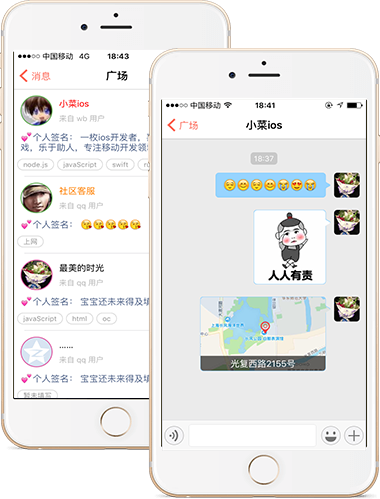 中国移动 4G 18:43
消息 广场
小菜ios
来自 wb 用户
个人签名： 一枚ios开发者，
戏，乐于助人，专注移动开发领
node.js javaScript swift
社区客服
来自 qq 用户
个人签名：
上网
最美的时光
来自 qq 用户
个人签名： 宝宝还未来得及填
javaScript html oc
......
来自 qq 用户
个人签名： 宝宝还未来得及填
暂未填写
中国移动 18:41
广场 小菜ios
18:37
人人有责
光复西路2155号